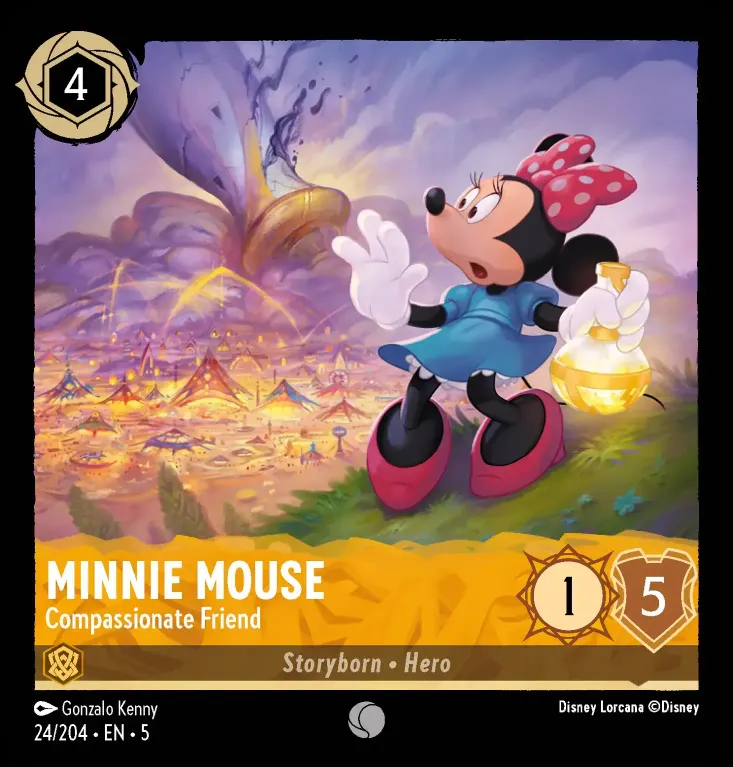 4
MINNIE MOUSE
Compassionate Friend
1
5
Storyborn • Hero
Gonzalo Kenny
Disney Lorcana ©Disney
24/204 • EN • 5